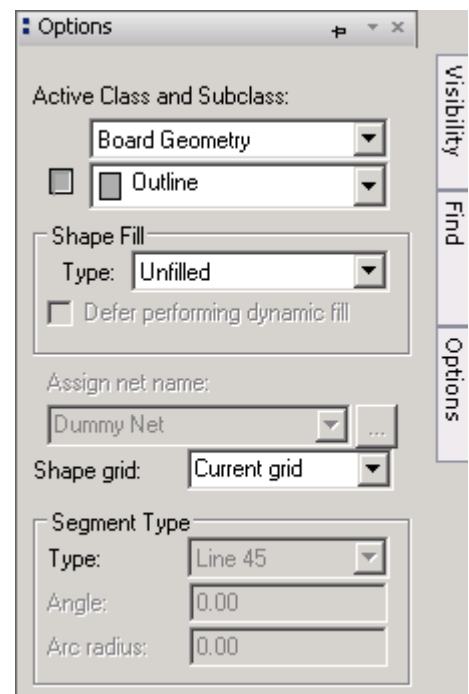 Options
Active Class and Subclass:
Board Geometry
Outline
Shape Fill
Type: Unfilled
Defer performing dynamic fill
Assign net name:
Dummy Net ...
Shape grid: Current grid
Segment Type
Type: Line 45
Angle: 0.00
Arc radius: 0.00
Visibility
Find
Options